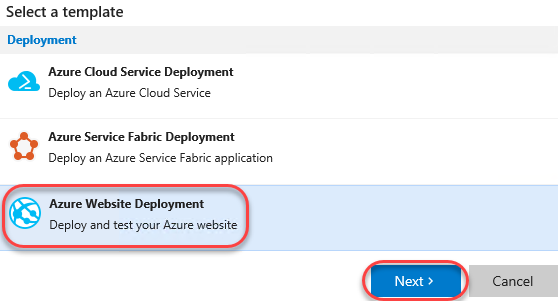 Select a template
Deployment
Azure Cloud Service Deployment
Deploy an Azure Cloud Service
Azure Service Fabric Deployment
Deploy an Azure Service Fabric application
Azure Website Deployment
Deploy and test your Azure website
Next >
Cancel